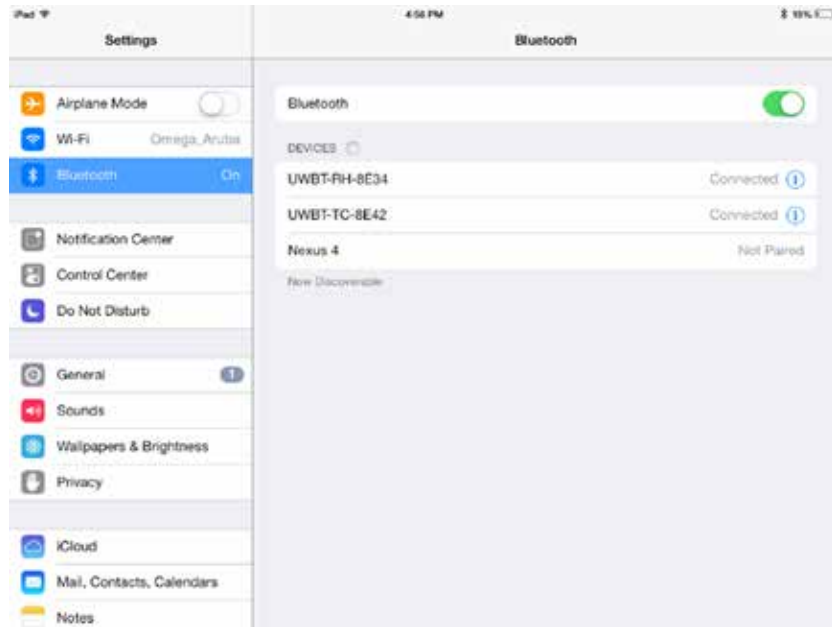 iPad
4:56 PM
Settings
Bluetooth
Airplane Mode
Wi-Fi Omega_Aruba
Bluetooth On
Notification Center
Control Center
Do Not Disturb
General 1
Sounds
Wallpapers & Brightness
Privacy
iCloud
Mail, Contacts, Calendars
Notes
Bluetooth
DEVICES
UWBT-RH-8E34 Connected
UWBT-TC-8E42 Connected
Nexus 4 Not Paired
Now Discoverable